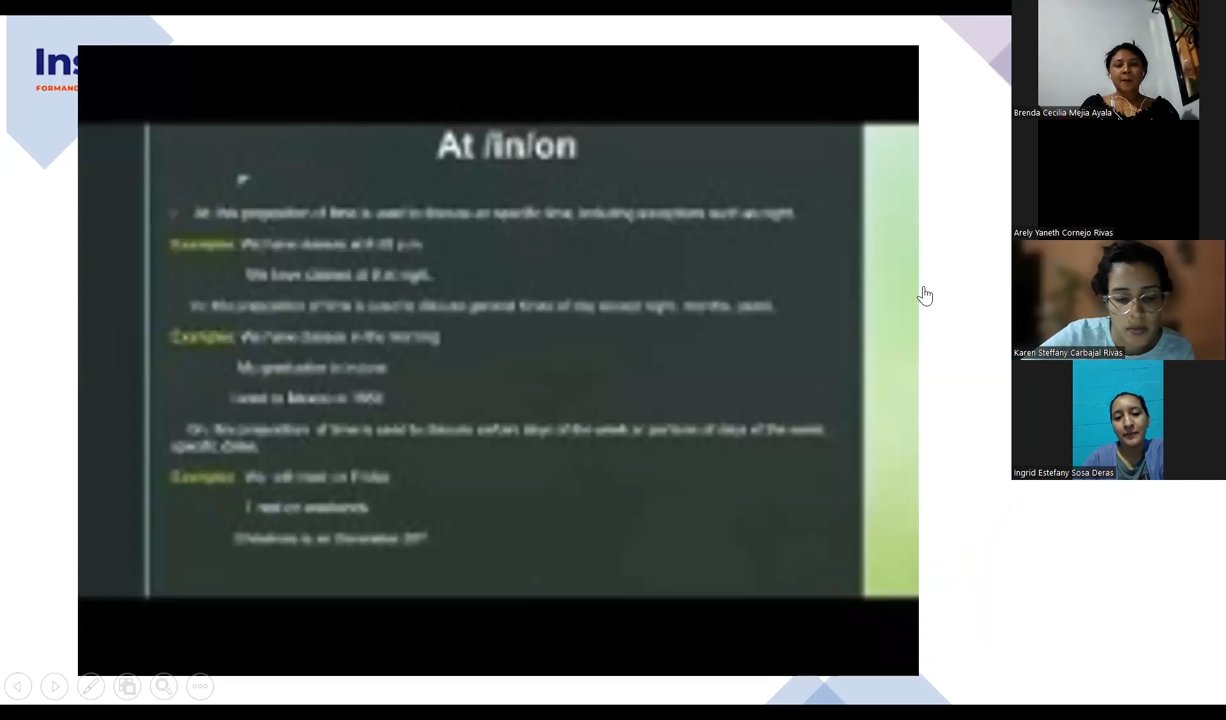 Ins
FORMAND
At /in/on
At: this preposition of time is used to discuss an specific time, including exceptions such as night.
Examples: We have classes at 8:00 p.m.
We have classes at at night.
In: this preposition of time is used to discuss general times of day except night, months, years.
Examples: We have classes in the morning
My graduation is in June
I went to Mexico in
On: this preposition of time is used to discuss certain days of the week or portions of days of the week,
specific dates.
Examples: We will meet on Friday
I rest on weekends
Christmas is on December
Brenda Cecilia Mejia Ayala
Arely Yaneth Cornejo Rivas
Karen Steffany Carbajal Rivas
Ingrid Estefany Sosa Deras